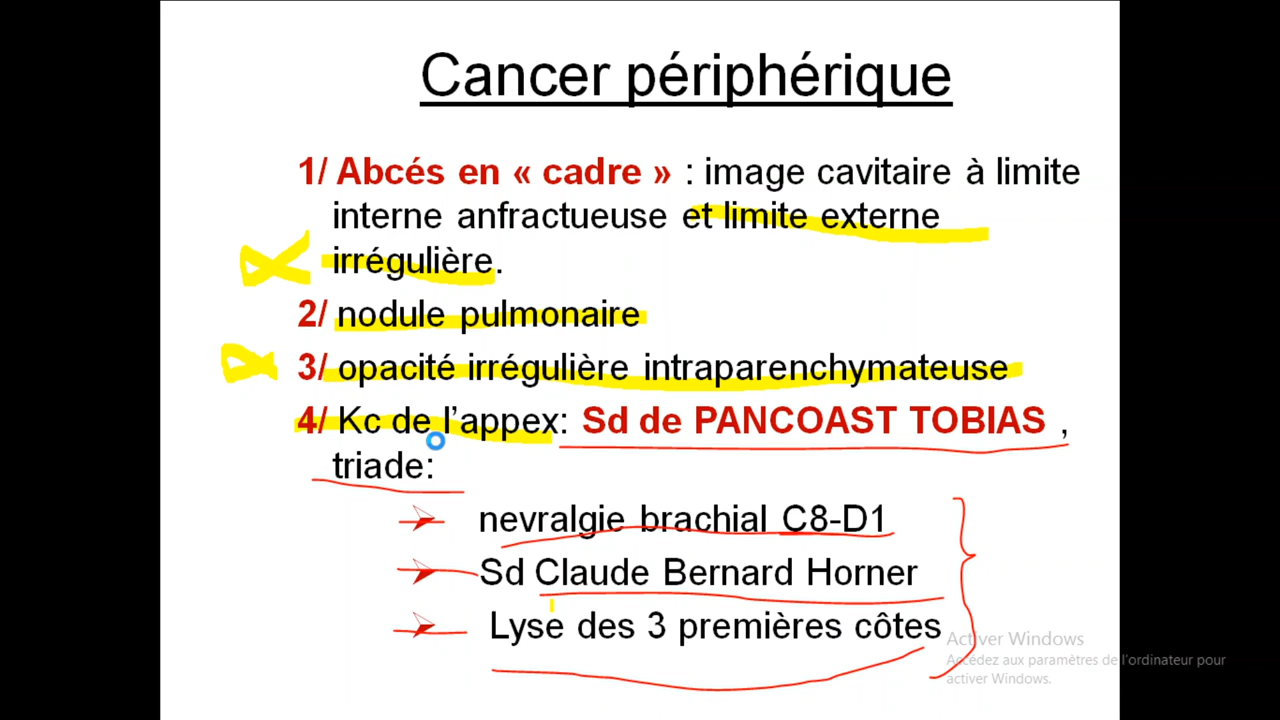 Cancer périphérique
1/ Abcés en « cadre » : image cavitaire à limite
interne anfractueuse et limite externe
irrégulière.
2/ nodule pulmonaire
3/ opacité irrégulière intraparenchymateuse
4/ Kc de l’appex: Sd de PANCOAST TOBIAS ,
triade:
nevralgie brachial C8-D1
Sd Claude Bernard Horner
Lyse des 3 premières côtes
Activer Windows
Accédez aux paramètres de l'ordinateur pour
activer Windows.